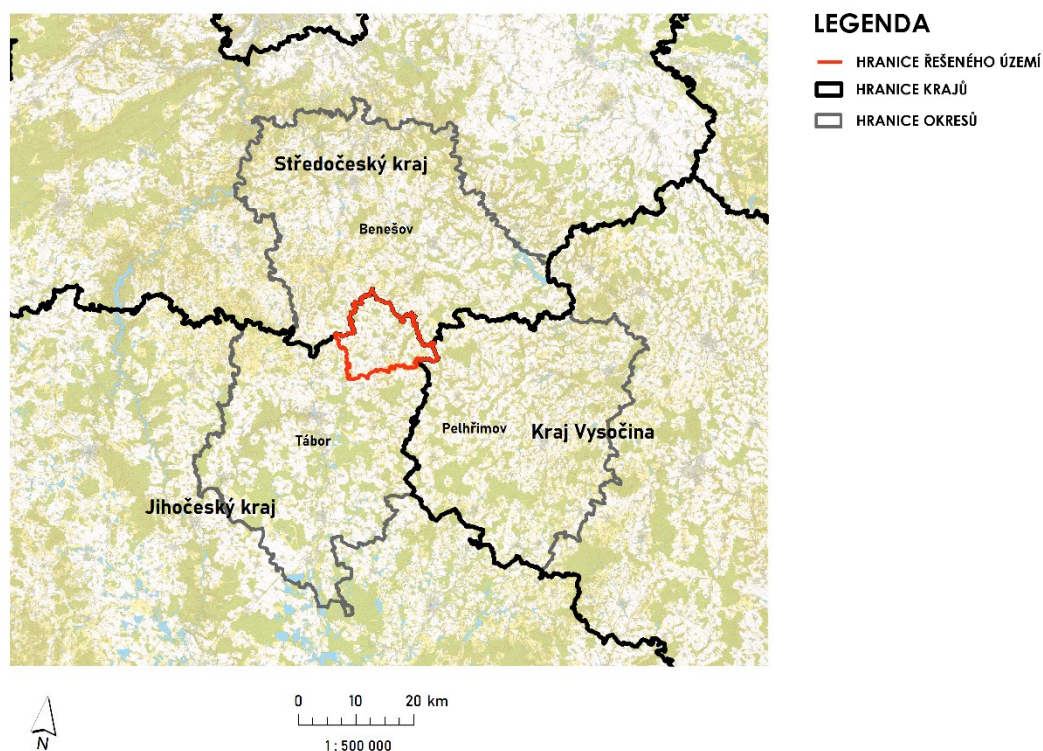 LEGENDA
HRANICE ŘEŠENÉHO ÚZEMÍ
HRANICE KRAJŮ
HRANICE OKRESŮ
Středočeský kraj
Benešov
Pelhřimov
Kraj Vysočina
Tábor
Jihočeský kraj
N
0 10 20 km
1 : 500 000